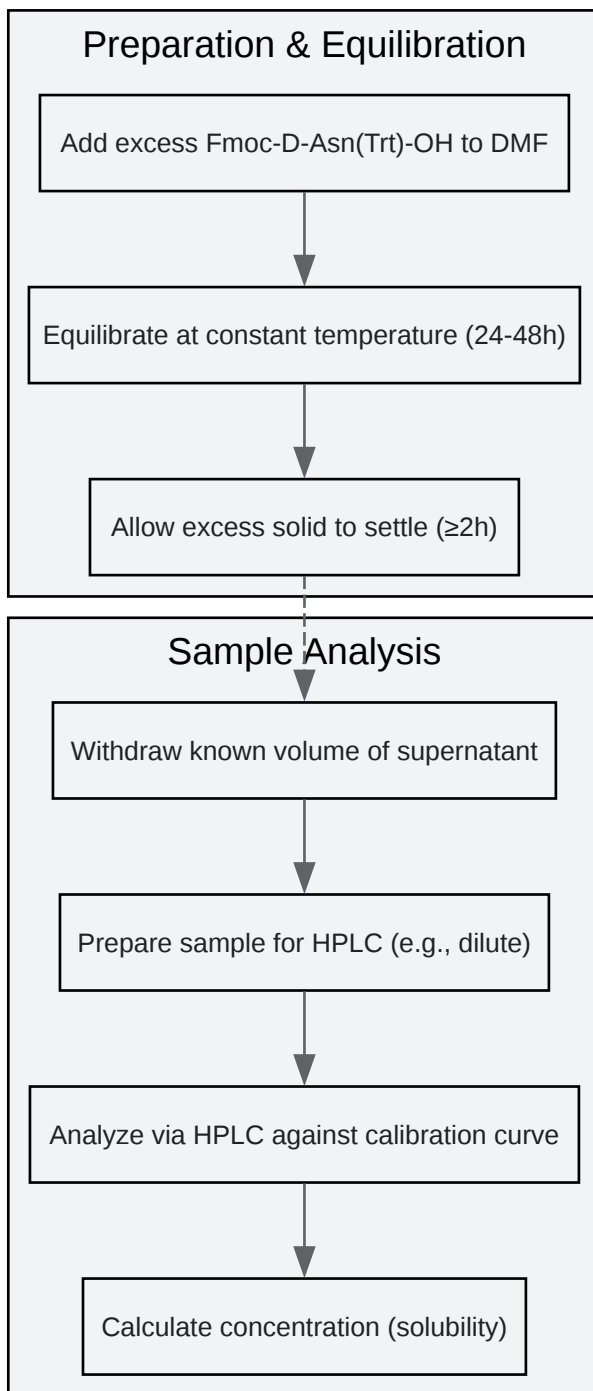 Preparation & Equilibration
Add excess Fmoc-D-Asn(Trt)-OH to DMF
Equilibrate at constant temperature (24-48h)
Allow excess solid to settle (≥2h)
Sample Analysis
Withdraw known volume of supernatant
Prepare sample for HPLC (e.g., dilute)
Analyze via HPLC against calibration curve
Calculate concentration (solubility)